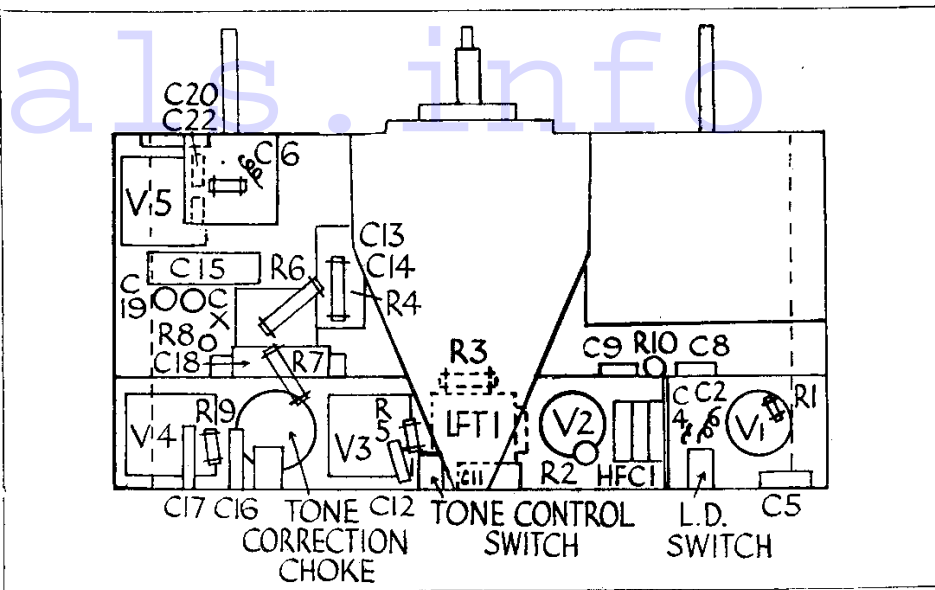 als.info
C20
C22
C6
V5
C13
C15
R6
C14
C
19
C
X
R4
R8
C18
R7
R3
C9
R10
C8
V4
R19
V3
R
5
LFT1
V2
C
4
C2
V1
R1
C11
R2
HFC1
C17
C16
TONE
CORRECTION
CHOKE
C12
TONE CONTROL
SWITCH
L.D.
SWITCH
C5